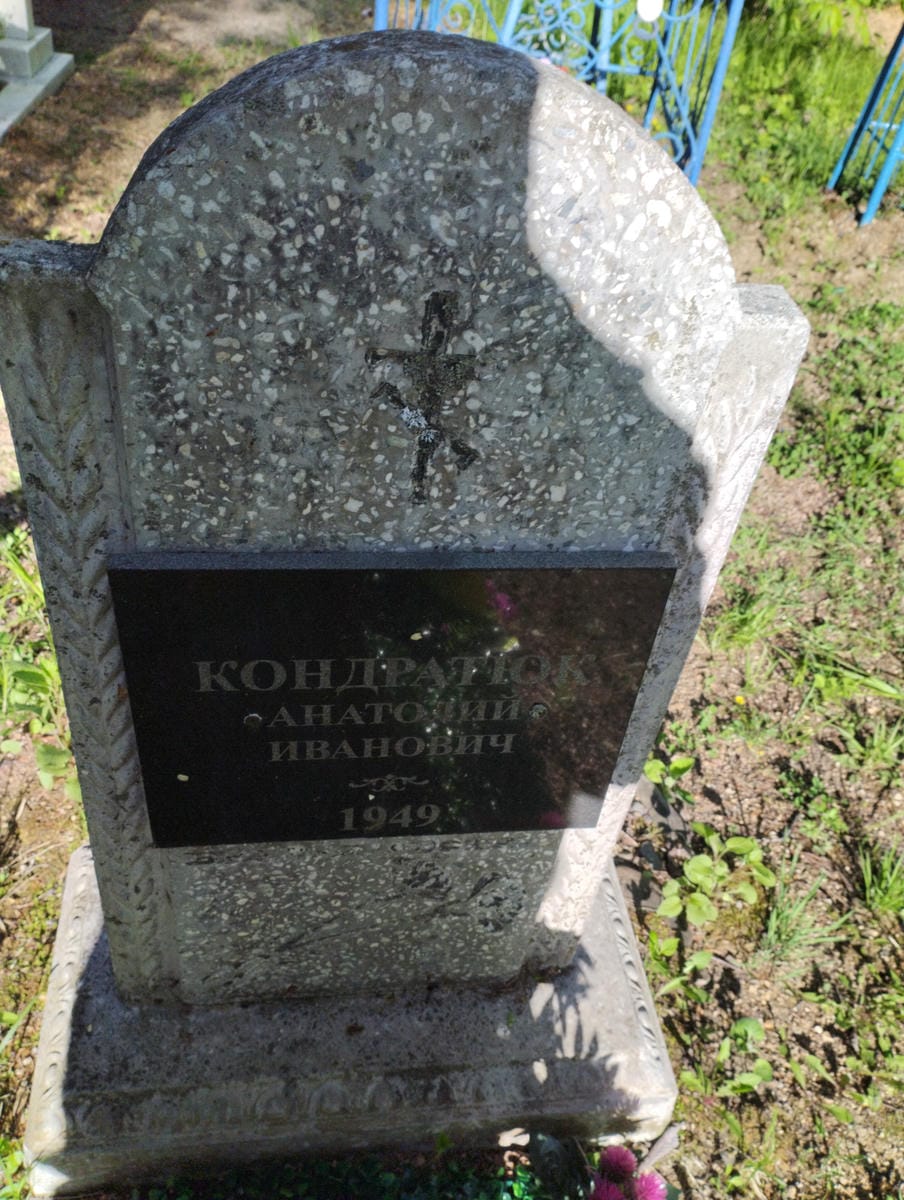 КОНДРАТЮК
АНАТОЛИЙ
ИВАНОВИЧ
1949